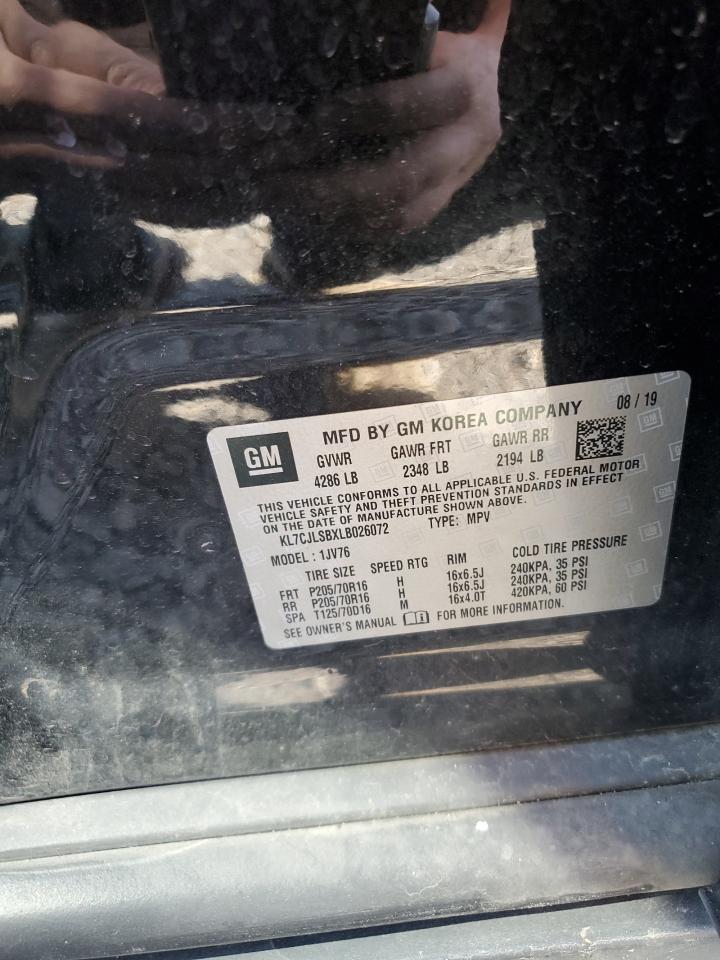 GM
MFD BY GM KOREA COMPANY 08 / 19
GVWR GAWR FRT GAWR RR
4286 LB 2348 LB 2194 LB
THIS VEHICLE CONFORMS TO ALL APPLICABLE U.S. FEDERAL MOTOR
VEHICLE SAFETY AND THEFT PREVENTION STANDARDS IN EFFECT
ON THE DATE OF MANUFACTURE SHOWN ABOVE.
KL7CJLSBXLB026072 TYPE: MPV
MODEL : 1JV76
TIRE SIZE SPEED RTG RIM COLD TIRE PRESSURE
FRT P205/70R16 H 16x6.5J 240KPA, 35 PSI
RR P205/70R16 H 16x6.5J 240KPA, 35 PSI
SPA T125/70D16 M 16x4.0T 420KPA, 60 PSI
SEE OWNER'S MANUAL FOR MORE INFORMATION.